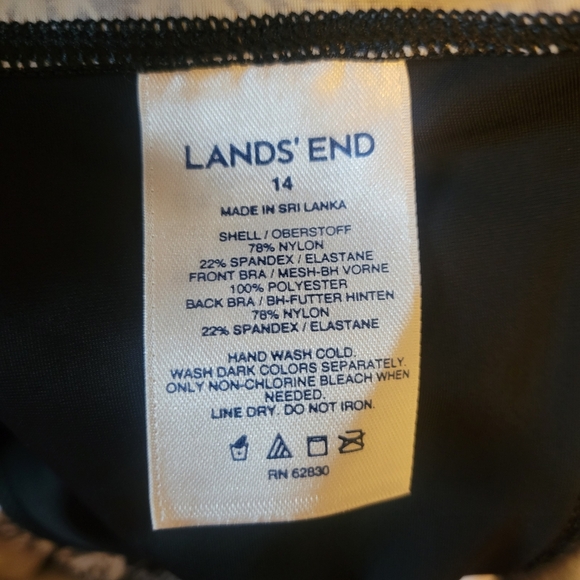 LANDS' END
14
MADE IN SRI LANKA
SHELL / OBERSTOFF
78% NYLON
22% SPANDEX / ELASTANE
FRONT BRA / MESH-BH VORNE
100% POLYESTER
BACK BRA / BH-FUTTER HINTEN
78% NYLON
22% SPANDEX / ELASTANE
HAND WASH COLD.
WASH DARK COLORS SEPARATELY.
ONLY NON-CHLORINE BLEACH WHEN
NEEDED.
LINE DRY. DO NOT IRON.
RN 62830